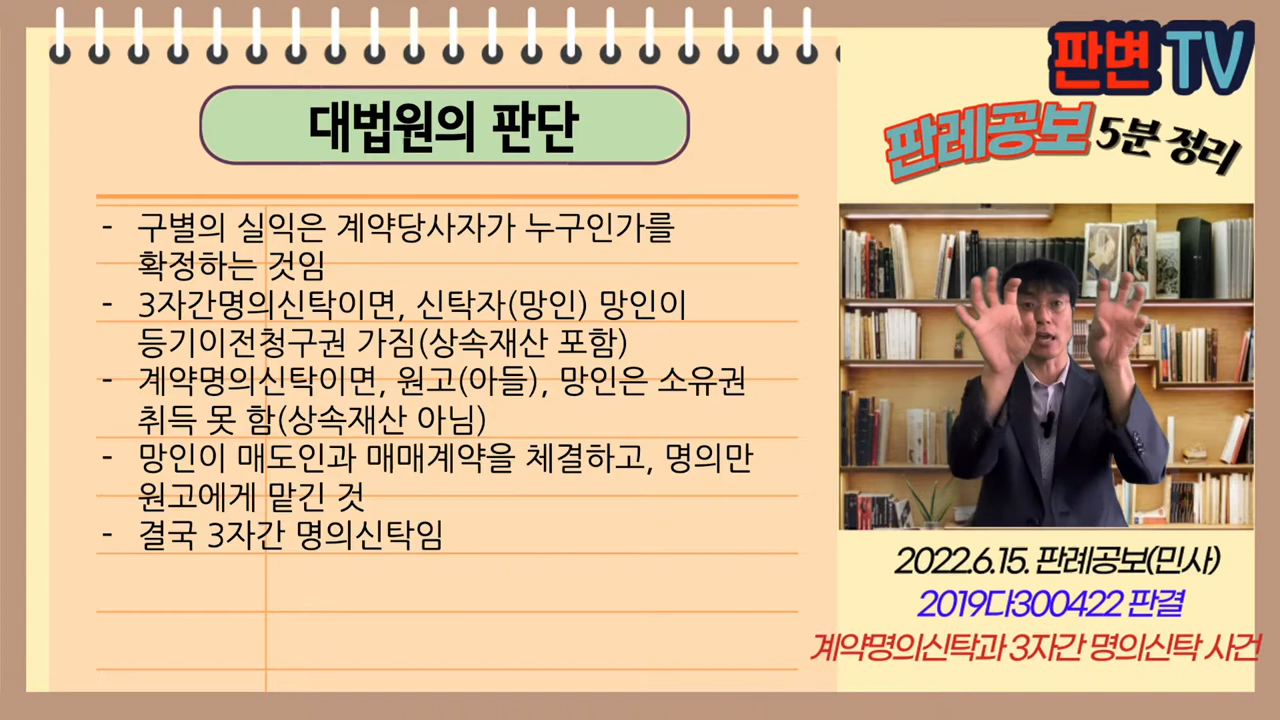 판변 TV
판례공보 5분 정리
대법원의 판단
- 구별의 실익은 계약당사자가 누구인가를
확정하는 것임
- 3자간명의신탁이면, 신탁자(망인) 망인이
등기이전청구권 가짐(상속재산 포함)
- 계약명의신탁이면, 원고(아들), 망인은 소유권
취득 못 함(상속재산 아님)
- 망인이 매도인과 매매계약을 체결하고, 명의만
원고에게 맡긴 것
- 결국 3자간 명의신탁임
2022.6.15. 판례공보(민사)
2019다300422 판결
계약명의신탁과 3자간 명의신탁 사건